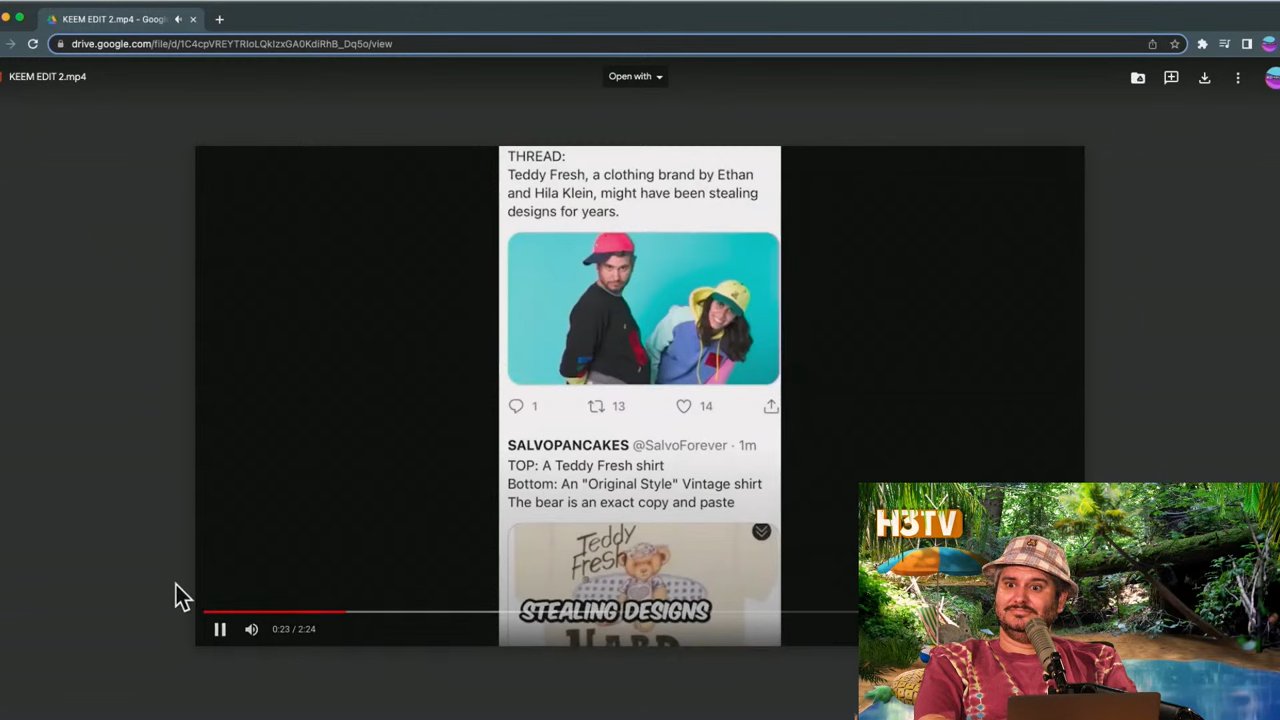 KEEM EDIT 2.mp4 - Googl
drive.google.com/file/d/1C4cpVREYTRIoLQkIzxGA0KdiRhB_Dq5o/view
KEEM EDIT 2.mp4
Open with
THREAD:
Teddy Fresh, a clothing brand by Ethan
and Hila Klein, might have been stealing
designs for years.
1 13 14
SALVOPANCAKES @SalvoForever · 1m
TOP: A Teddy Fresh shirt
Bottom: An "Original Style" Vintage shirt
The bear is an exact copy and paste
Teddy
Fresh
STEALING DESIGNS
HARD
0:23 / 2:24
H3TV